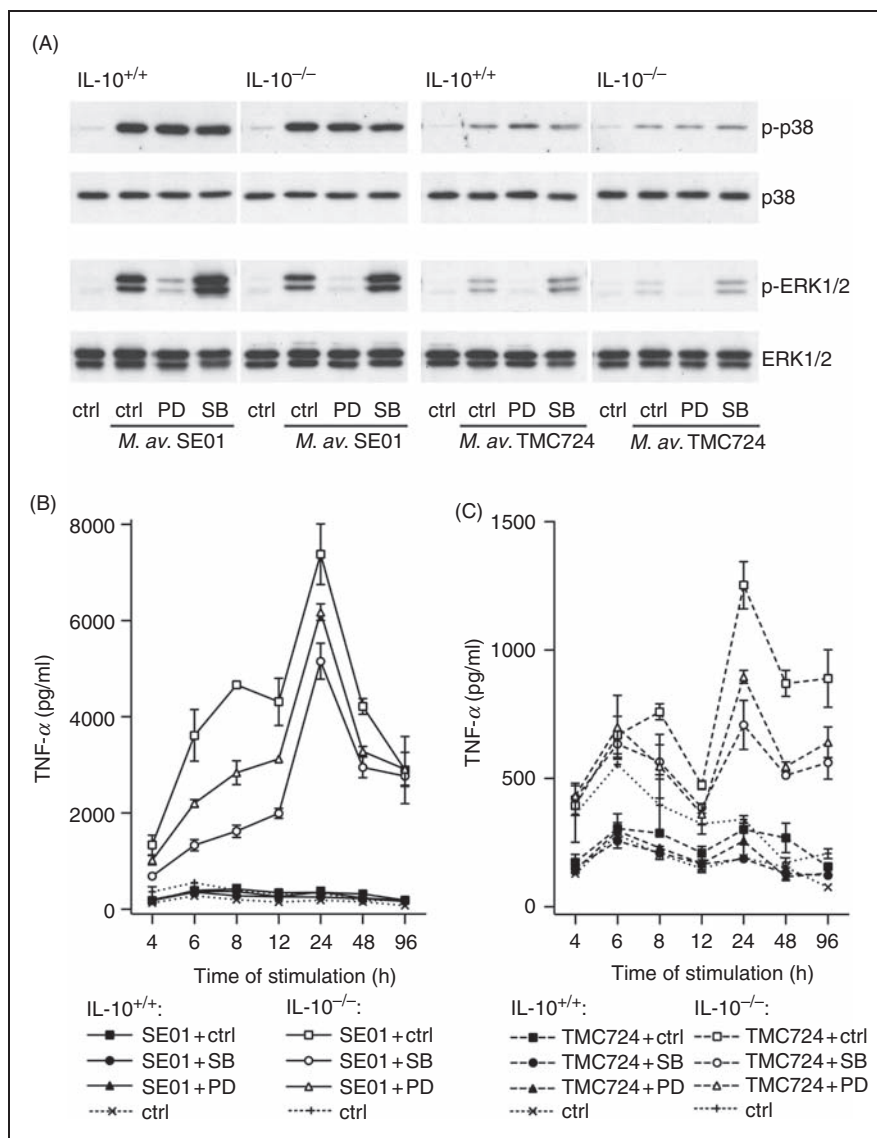 (A)
IL-10+/+ IL-10−/− IL-10+/+ IL-10−/−
p-p38
p38
p-ERK1/2
ERK1/2
ctrl ctrl PD SB ctrl ctrl PD SB ctrl ctrl PD SB ctrl ctrl PD SB
M. av. SE01 M. av. SE01 M. av. TMC724 M. av. TMC724
(B)
8000
6000
4000
2000
0
TNF-α (pg/ml)
4 6 8 12 24 48 96
Time of stimulation (h)
IL-10+/+: IL-10−/−:
SE01+ctrl SE01+ctrl
SE01+SB SE01+SB
SE01+PD SE01+PD
ctrl ctrl
(C)
1500
1000
500
0
TNF-α (pg/ml)
4 6 8 12 24 48 96
Time of stimulation (h)
IL-10+/+: IL-10−/−:
TMC724+ctrl TMC724+ctrl
TMC724+SB TMC724+SB
TMC724+PD TMC724+PD
ctrl ctrl